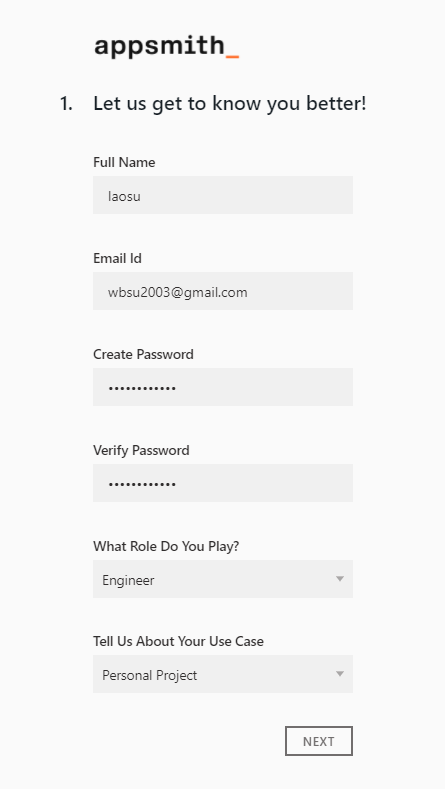 appsmith_
1. Let us get to know you better!
Full Name
laosu
Email Id
wbsu2003@gmail.com
Create Password
••••••••••••
Verify Password
••••••••••••
What Role Do You Play?
Engineer
Tell Us About Your Use Case
Personal Project
NEXT